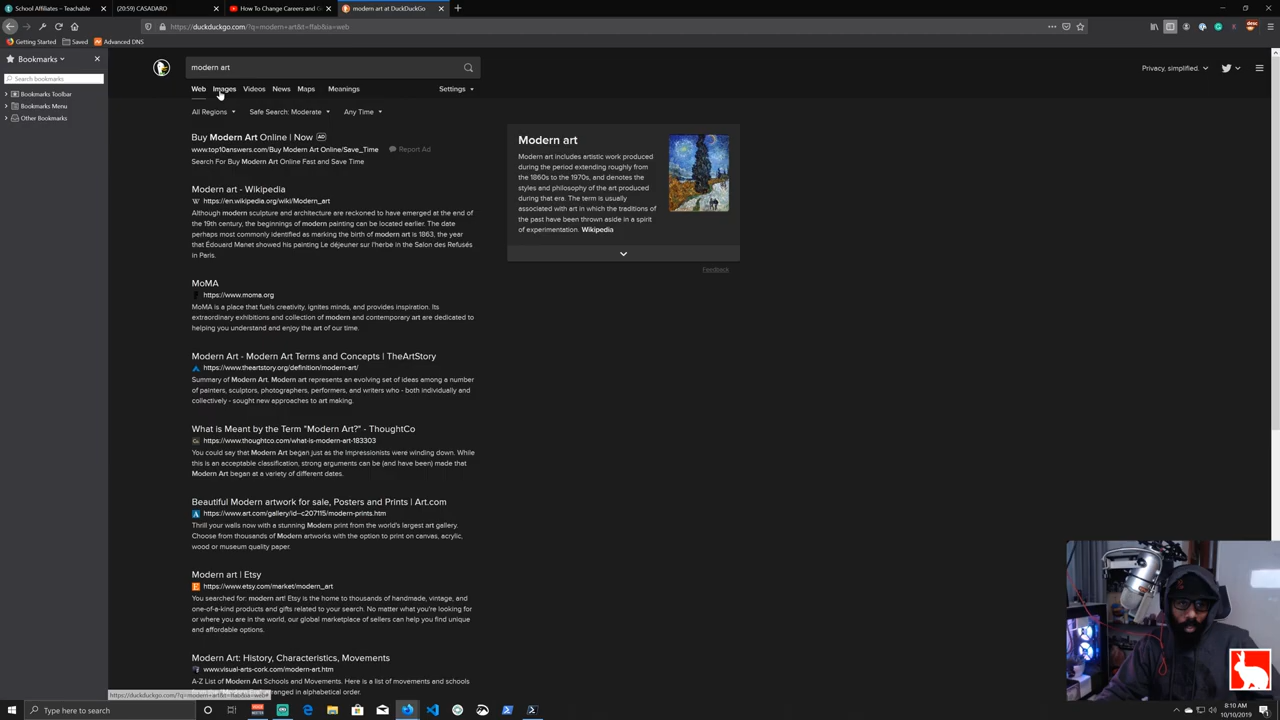 School Affiliates – Teachable
(20:59) CASADARO
How To Change Careers and G
modern art at DuckDuckGo
https://duckduckgo.com/?q=modern+art&t=ffab&ia=web
Getting Started
Saved
Advanced DNS
Bookmarks
Search bookmarks
Bookmarks Toolbar
Bookmarks Menu
Other Bookmarks
modern art
Privacy, simplified.
Web Images Videos News Maps Meanings Settings
All Regions Safe Search: Moderate Any Time
Buy Modern Art Online | Now AD
www.top10answers.com/Buy Modern Art Online/Save_Time Report Ad
Search For Buy Modern Art Online Fast and Save Time
Modern art - Wikipedia
W https://en.wikipedia.org/wiki/Modern_art
Although modern sculpture and architecture are reckoned to have emerged at the end of
the 19th century, the beginnings of modern painting can be located earlier. The date
perhaps most commonly identified as marking the birth of modern art is 1863, the year
that Édouard Manet showed his painting Le déjeuner sur l'herbe in the Salon des Refusés
in Paris.
MoMA
https://www.moma.org
MoMA is a place that fuels creativity, ignites minds, and provides inspiration. Its
extraordinary exhibitions and collection of modern and contemporary art are dedicated to
helping you understand and enjoy the art of our time.
Modern Art - Modern Art Terms and Concepts | TheArtStory
https://www.theartstory.org/definition/modern-art/
Summary of Modern Art. Modern art represents an evolving set of ideas among a number
of painters, sculptors, photographers, performers, and writers who - both individually and
collectively - sought new approaches to art making.
What is Meant by the Term "Modern Art?" - ThoughtCo
https://www.thoughtco.com/what-is-modern-art-183303
You could say that Modern Art began just as the Impressionists were winding down. While
this is an acceptable classification, strong arguments can be (and have been) made that
Modern Art began at a variety of different dates.
Beautiful Modern artwork for sale, Posters and Prints | Art.com
https://www.art.com/gallery/id--c207115/modern-prints.htm
Thrill your walls now with a stunning Modern print from the world's largest art gallery.
Choose from thousands of Modern artworks with the option to print on canvas, acrylic,
wood or museum quality paper.
Modern art | Etsy
https://www.etsy.com/market/modern_art
You searched for: modern art! Etsy is the home to thousands of handmade, vintage, and
one-of-a-kind products and gifts related to your search. No matter what you're looking for
or where you are in the world, our global marketplace of sellers can help you find unique
and affordable options.
Modern Art: History, Characteristics, Movements
www.visual-arts-cork.com/modern-art.htm
A-Z List of Modern Art Schools and Movements. Here is a list of movements and schools
arranged in alphabetical order.
Modern art
Modern art includes artistic work produced
during the period extending roughly from
the 1860s to the 1970s, and denotes the
styles and philosophy of the art produced
during that era. The term is usually
associated with art in which the traditions of
the past have been thrown aside in a spirit
of experimentation. Wikipedia
Feedback
https://duckduckgo.com/?q=modern+art&t=ffab&ia=web#
Type here to search
8:10 AM
10/10/2019